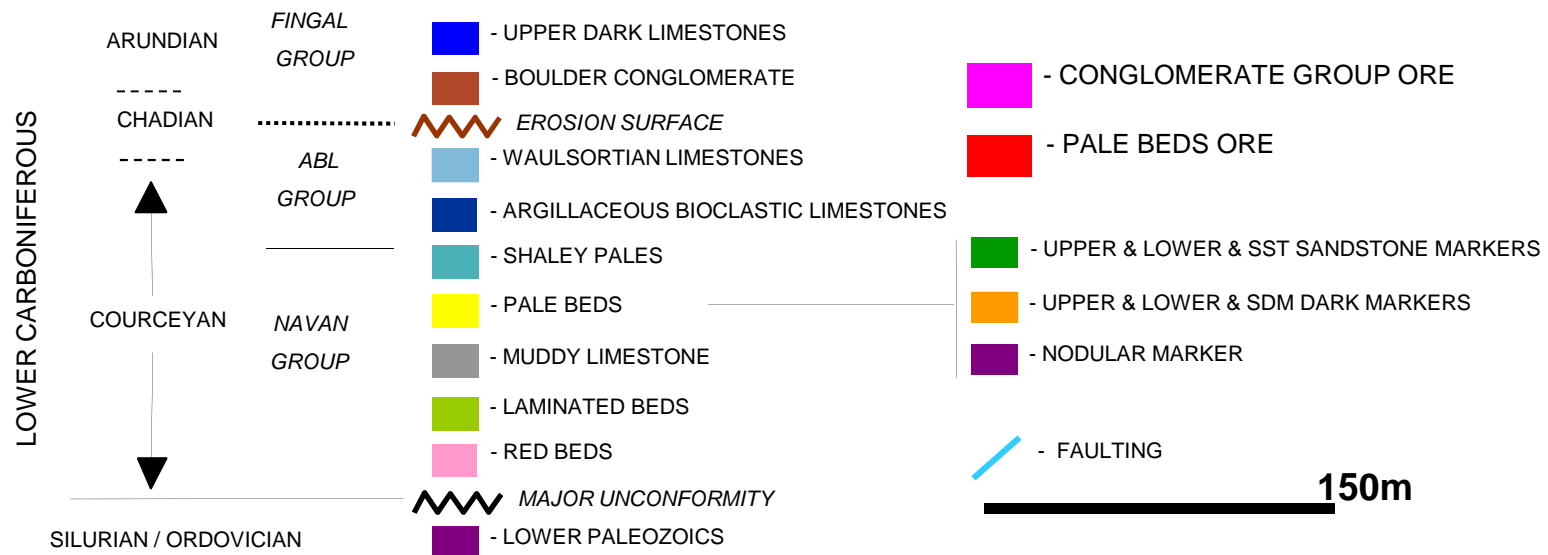 LOWER CARBONIFEROUS
ARUNDIAN
CHADIAN
COURCEYAN
SILURIAN / ORDOVICIAN
FINGAL
GROUP
ABL
GROUP
NAVAN
GROUP
- UPPER DARK LIMESTONES
- BOULDER CONGLOMERATE
EROSION SURFACE
- WAULSORTIAN LIMESTONES
- ARGILLACEOUS BIOCLASTIC LIMESTONES
- SHALEY PALES
- PALE BEDS
- MUDDY LIMESTONE
- LAMINATED BEDS
- RED BEDS
MAJOR UNCONFORMITY
- LOWER PALEOZOICS
- CONGLOMERATE GROUP ORE
- PALE BEDS ORE
- UPPER & LOWER & SST SANDSTONE MARKERS
- UPPER & LOWER & SDM DARK MARKERS
- NODULAR MARKER
- FAULTING
150m